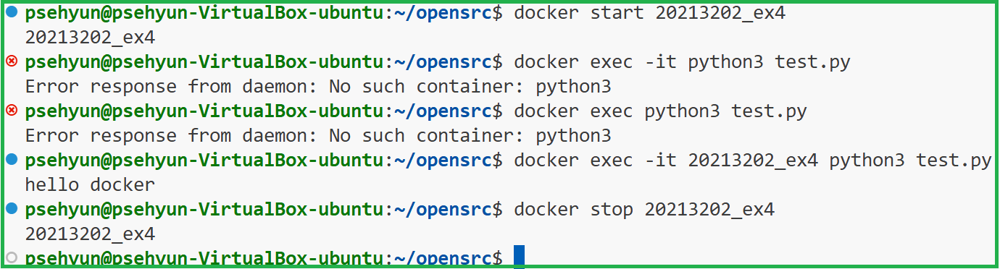 psehyun@psehyun-VirtualBox-ubuntu:~/opensrc$ docker start 20213202_ex4
20213202_ex4
psehyun@psehyun-VirtualBox-ubuntu:~/opensrc$ docker exec -it python3 test.py
Error response from daemon: No such container: python3
psehyun@psehyun-VirtualBox-ubuntu:~/opensrc$ docker exec python3 test.py
Error response from daemon: No such container: python3
psehyun@psehyun-VirtualBox-ubuntu:~/opensrc$ docker exec -it 20213202_ex4 python3 test.py
hello docker
psehyun@psehyun-VirtualBox-ubuntu:~/opensrc$ docker stop 20213202_ex4
20213202_ex4
psehyun@psehyun-VirtualBox-ubuntu:~/opensrc$